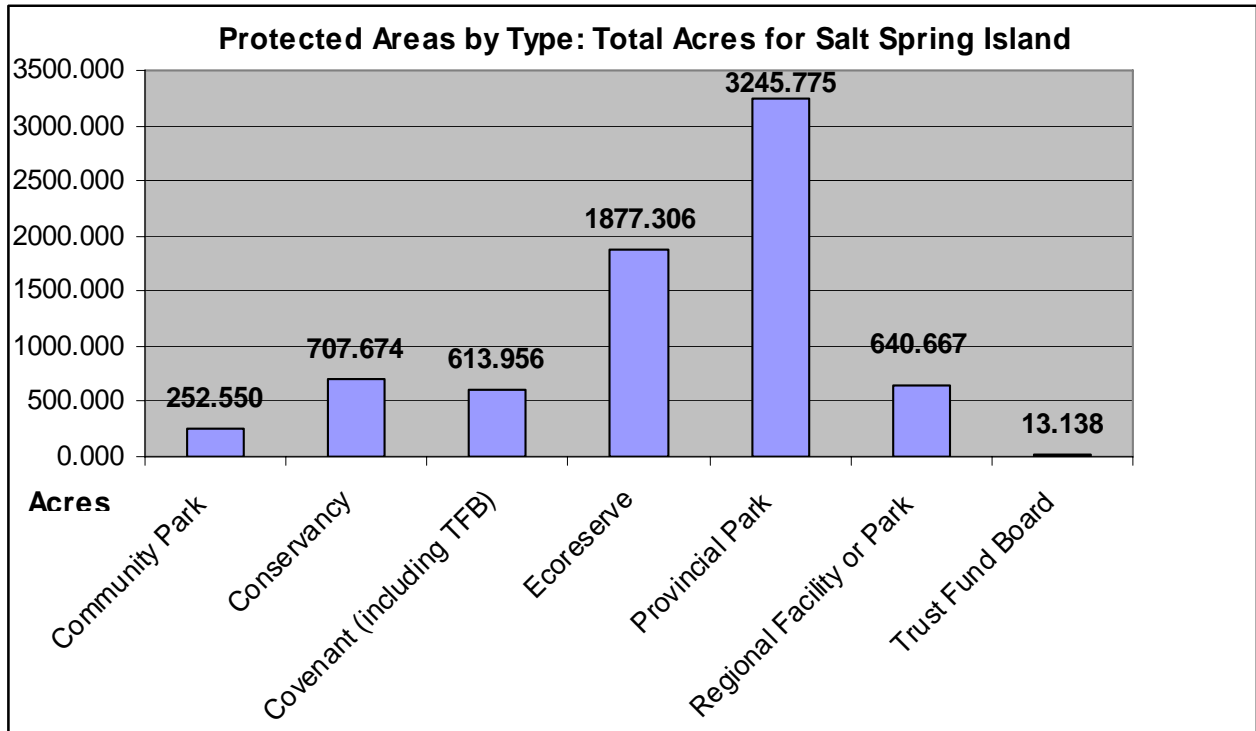 Protected Areas by Type: Total Acres for Salt Spring Island
3500.000
3000.000
2500.000
2000.000
1500.000
1000.000
500.000
0.000
252.550
707.674
613.956
1877.306
3245.775
640.667
13.138
Acres
Community Park
Conservancy
Covenant (including TFB)
Ecoreserve
Provincial Park
Regional Facility or Park
Trust Fund Board